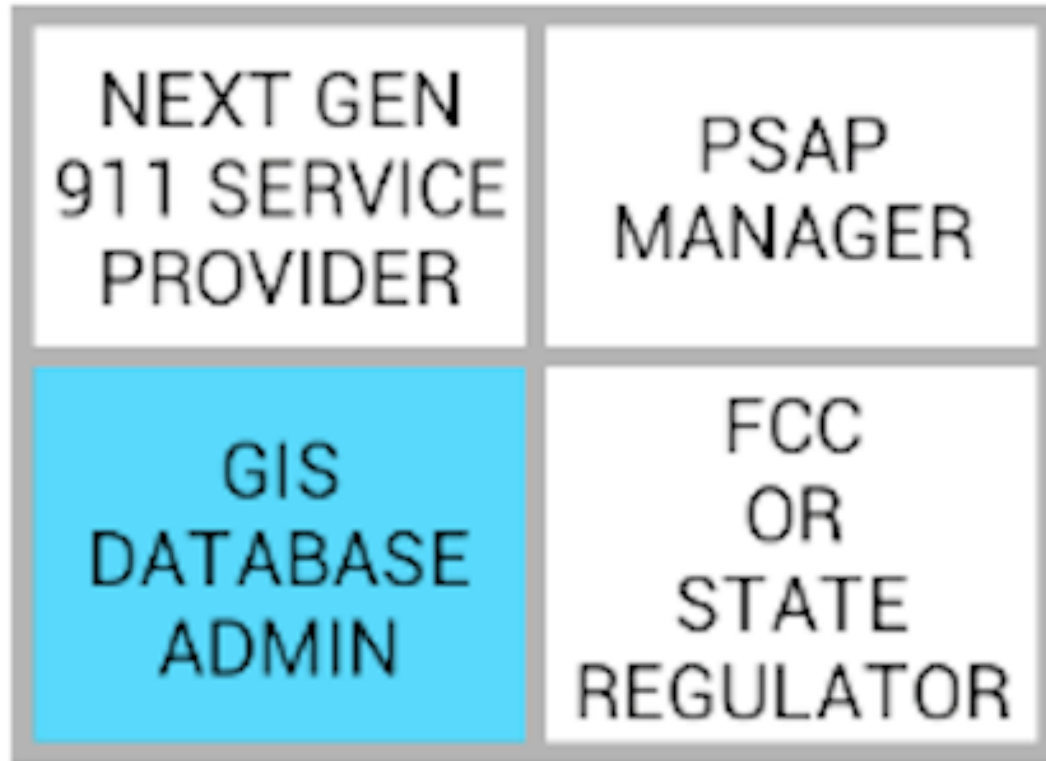 NEXT GEN
911 SERVICE
PROVIDER
PSAP
MANAGER
GIS
DATABASE
ADMIN
FCC
OR
STATE
REGULATOR